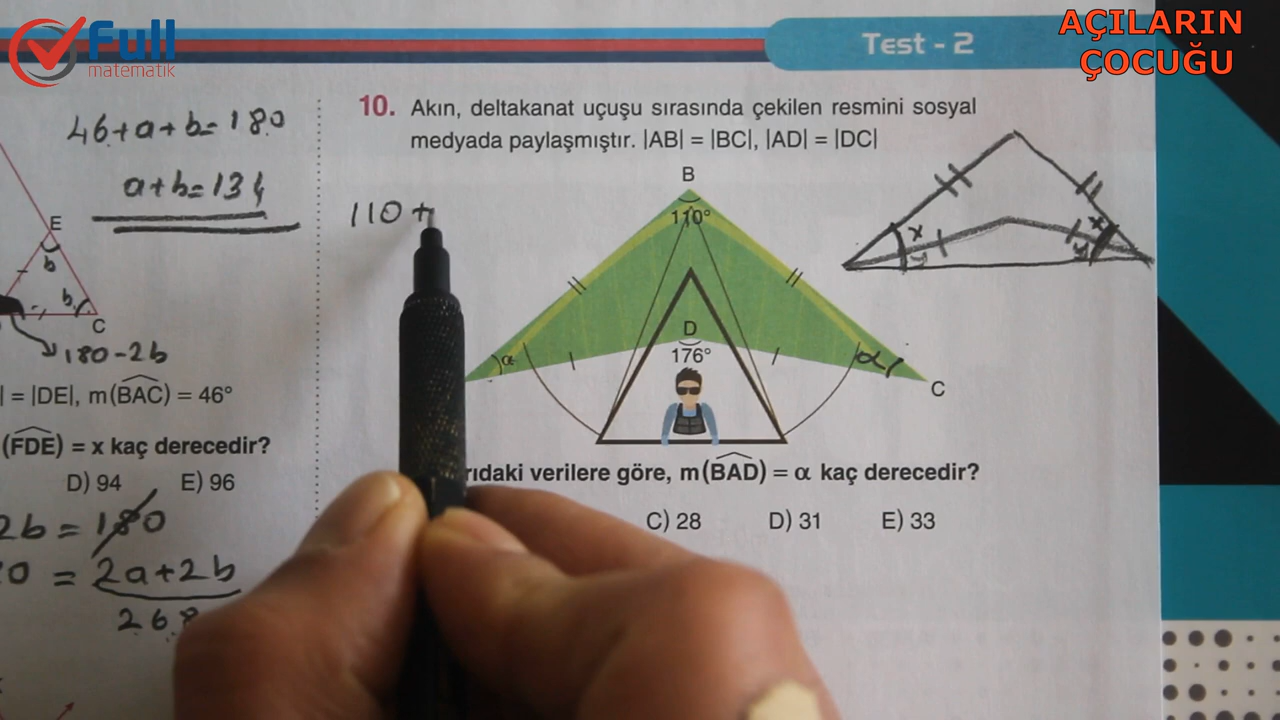 Full
matematik
Test - 2
AÇILARIN
ÇOCUĞU
46+a+b=180
a+b=134
E
b
b
C
180-2b
= |DE|, m(BAC) = 46°
(FDE) = x kaç derecedir?
D) 94 E) 96
2b = 180
0 = 2a+2b
268
10. Akın, deltakanat uçuşu sırasında çekilen resmini sosyal
medyada paylaşmıştır. |AB| = |BC|, |AD| = |DC|
110+
B
110°
D
176°
α
α
C
x
y
x
y
rıdaki verilere göre, m(BAD) = α kaç derecedir?
C) 28 D) 31 E) 33